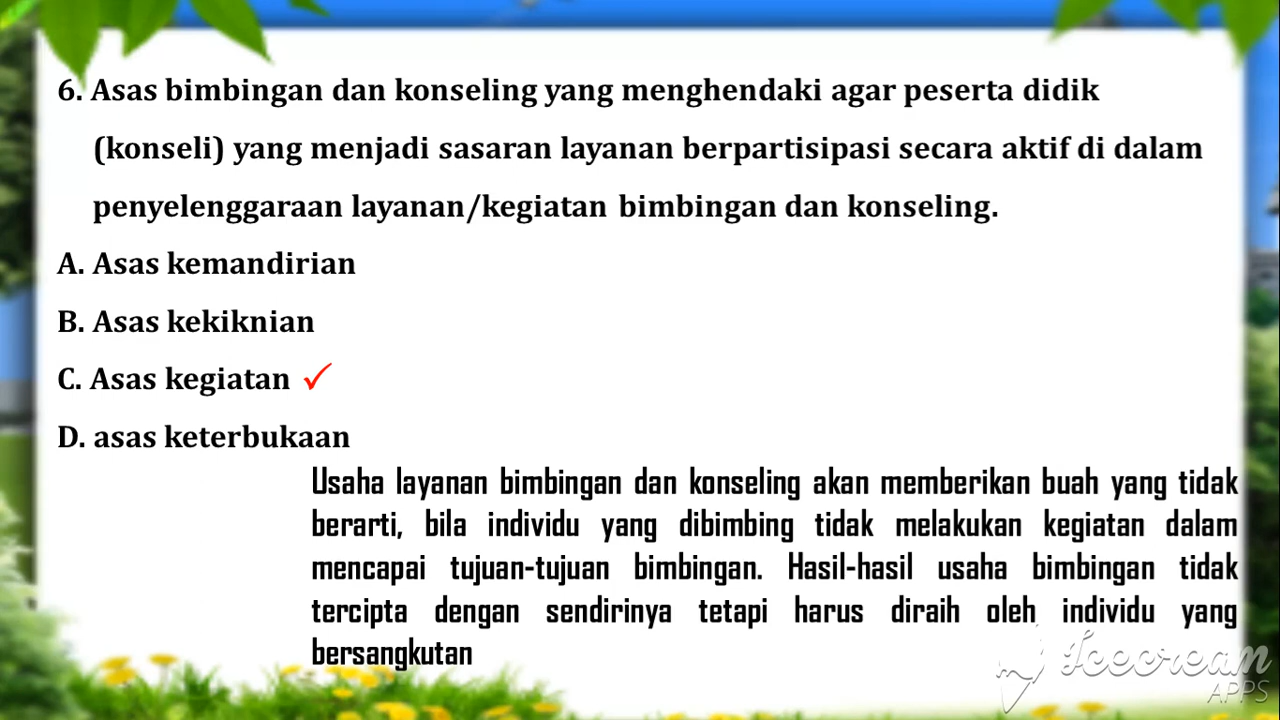 6. Asas bimbingan dan konseling yang menghendaki agar peserta didik
(konseli) yang menjadi sasaran layanan berpartisipasi secara aktif di dalam
penyelenggaraan layanan/kegiatan bimbingan dan konseling.
A. Asas kemandirian
B. Asas kekiknian
C. Asas kegiatan ✓
D. asas keterbukaan
Usaha layanan bimbingan dan konseling akan memberikan buah yang tidak
berarti, bila individu yang dibimbing tidak melakukan kegiatan dalam
mencapai tujuan-tujuan bimbingan. Hasil-hasil usaha bimbingan tidak
tercipta dengan sendirinya tetapi harus diraih oleh individu yang
bersangkutan
Icecream
APPS